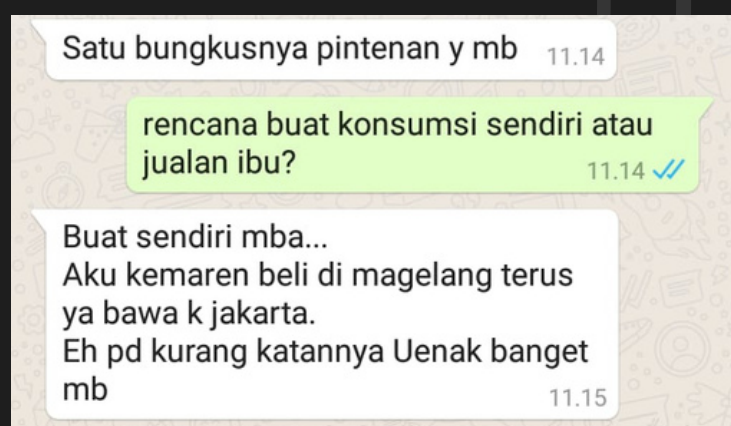 Satu bungkusnya pintenan y mb 11.14
rencana buat konsumsi sendiri atau
jualan ibu? 11.14
Buat sendiri mba...
Aku kemaren beli di magelang terus
ya bawa k jakarta.
Eh pd kurang katannya Uenak banget
mb 11.15